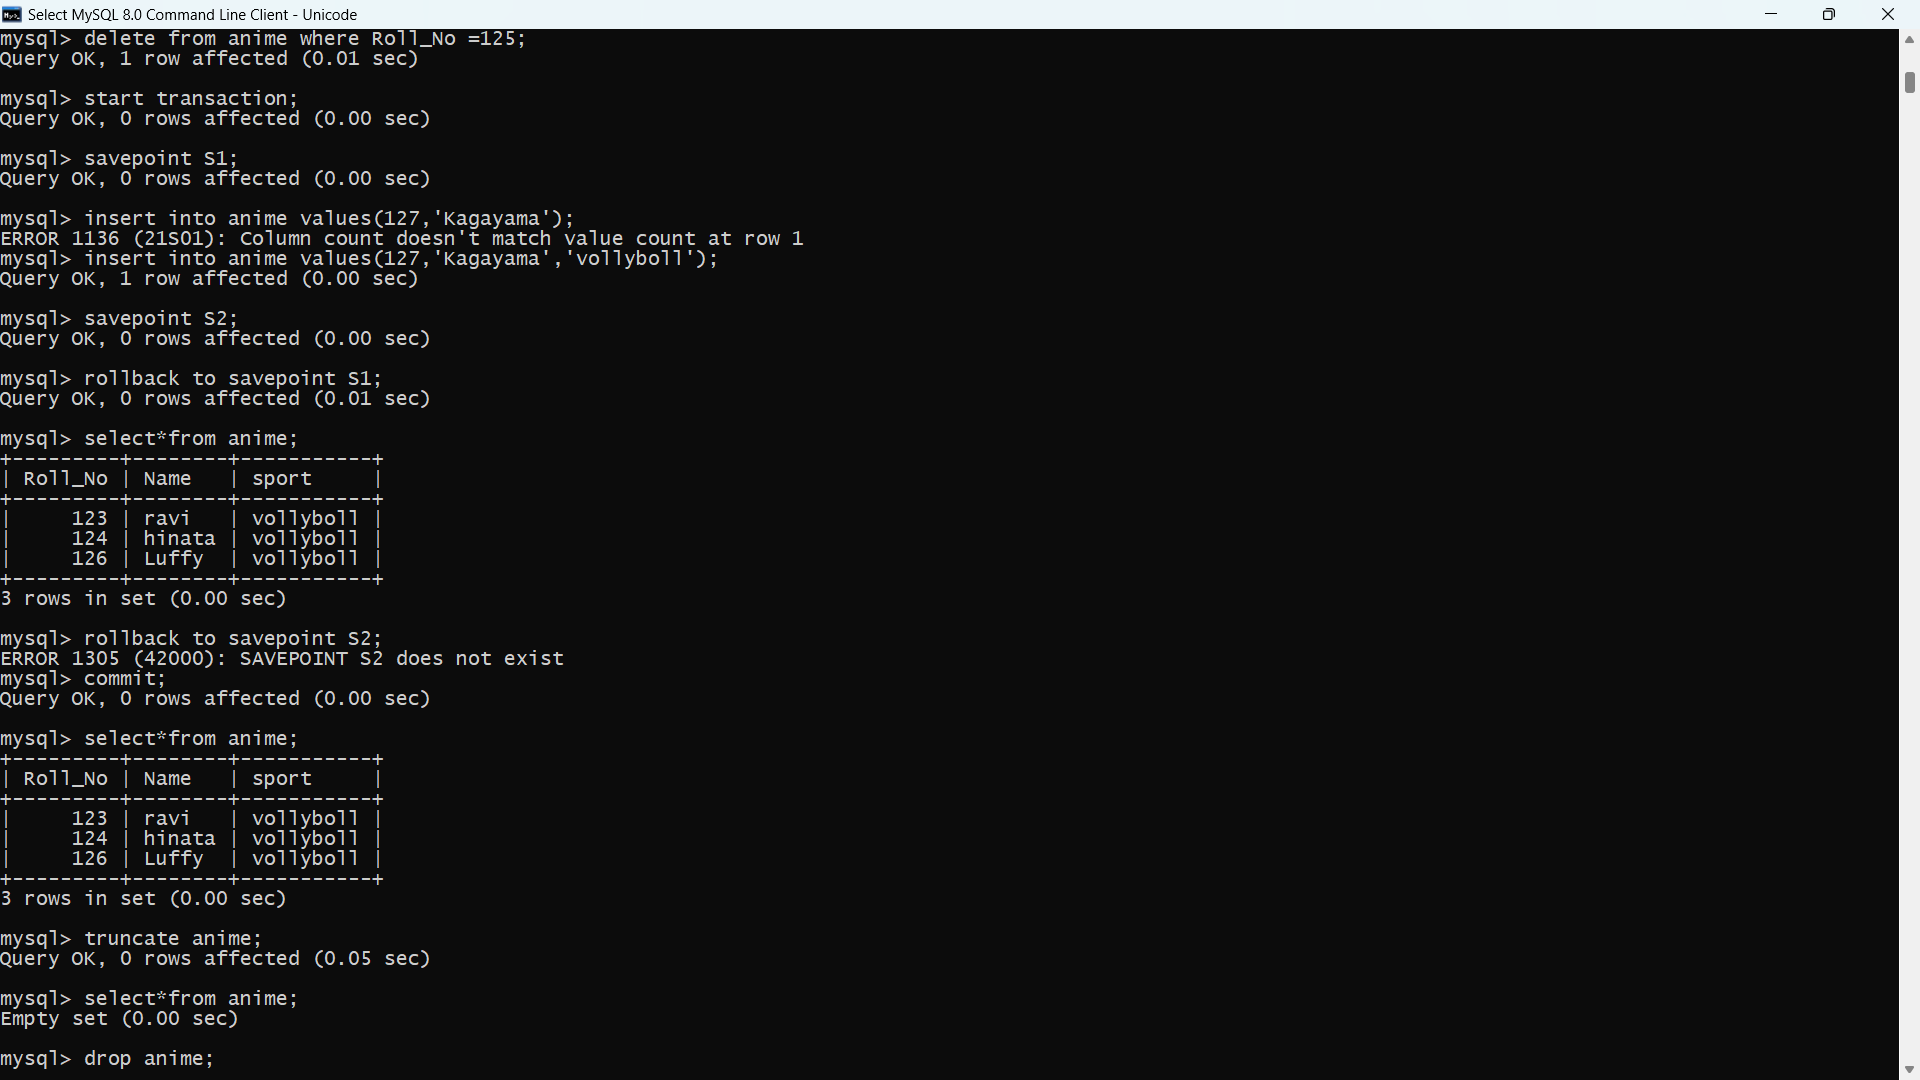 Select MySQL 8.0 Command Line Client - Unicode
mysql> delete from anime where Roll_No =125;
Query OK, 1 row affected (0.01 sec)
mysql> start transaction;
Query OK, 0 rows affected (0.00 sec)
mysql> savepoint S1;
Query OK, 0 rows affected (0.00 sec)
mysql> insert into anime values(127,'Kagayama');
ERROR 1136 (21S01): Column count doesn't match value count at row 1
mysql> insert into anime values(127,'Kagayama','vollyboll');
Query OK, 1 row affected (0.00 sec)
mysql> savepoint S2;
Query OK, 0 rows affected (0.00 sec)
mysql> rollback to savepoint S1;
Query OK, 0 rows affected (0.01 sec)
mysql> select*from anime;
+---------+--------+-----------+
| Roll_No | Name   | sport     |
+---------+--------+-----------+
|     123 | ravi   | vollyboll |
|     124 | hinata | vollyboll |
|     126 | Luffy  | vollyboll |
+---------+--------+-----------+
3 rows in set (0.00 sec)
mysql> rollback to savepoint S2;
ERROR 1305 (42000): SAVEPOINT S2 does not exist
mysql> commit;
Query OK, 0 rows affected (0.00 sec)
mysql> select*from anime;
+---------+--------+-----------+
| Roll_No | Name   | sport     |
+---------+--------+-----------+
|     123 | ravi   | vollyboll |
|     124 | hinata | vollyboll |
|     126 | Luffy  | vollyboll |
+---------+--------+-----------+
3 rows in set (0.00 sec)
mysql> truncate anime;
Query OK, 0 rows affected (0.05 sec)
mysql> select*from anime;
Empty set (0.00 sec)
mysql> drop anime;